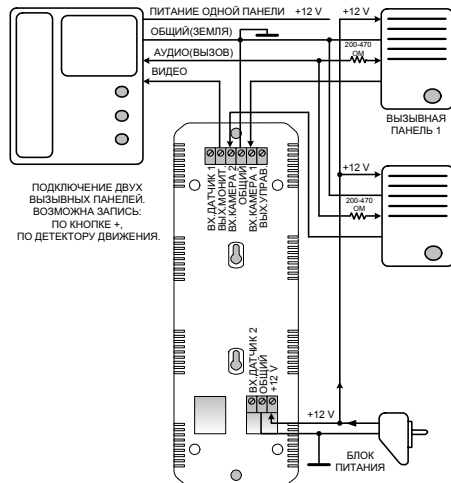 ПИТАНИЕ ОДНОЙ ПАНЕЛИ +12 V
+12 V
ОБЩИЙ(ЗЕМЛЯ)
АУДИО(ВЫЗОВ)
200-470
ОМ
ВИДЕО
ВЫЗЫВНАЯ
ПАНЕЛЬ 1
ВХ.ДАТЧИК 1
ВЫХ.МОНИТ.
ВХ.КАМЕРА 2
ОБЩИЙ
ВХ.КАМЕРА 1
ВЫХ.УПРАВ.
+12 V
200-470
ОМ
ПОДКЛЮЧЕНИЕ ДВУХ
ВЫЗЫВНЫХ ПАНЕЛЕЙ.
ВОЗМОЖНА ЗАПИСЬ:
ПО КНОПКЕ +,
ПО ДЕТЕКТОРУ ДВИЖЕНИЯ.
ВХ.ДАТЧИК 2
ОБЩИЙ
+12 V
+12 V
БЛОК
ПИТАНИЯ